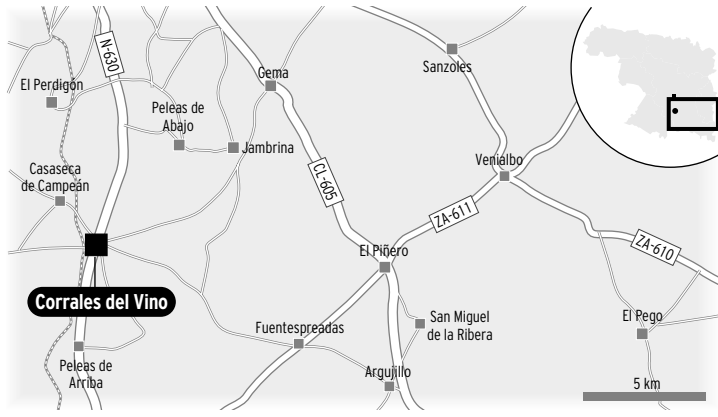 N-630
Sanzoles
Gema
El Perdigón
Peleas de
Abajo
Jambrina
Casaseca
de Campeán
CL-605
Venialbo
ZA-611
ZA-610
El Piñero
Corrales del Vino
Fuentespreadas
San Miguel
de la Ribera
El Pego
Peleas de
Arriba
Argujillo
5 km